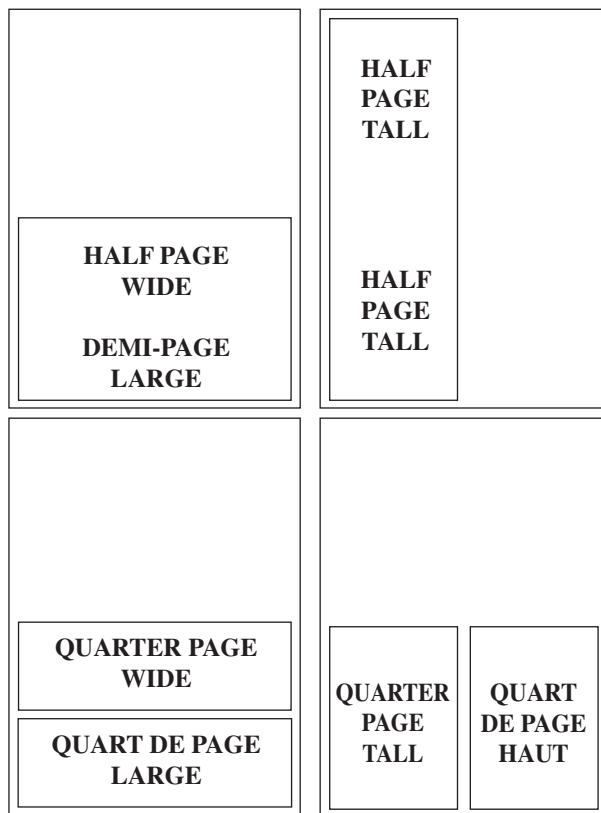 HALF PAGE
WIDE
DEMI-PAGE
LARGE
HALF
PAGE
TALL
HALF
PAGE
TALL
QUARTER PAGE
WIDE
QUART DE PAGE
LARGE
QUARTER
PAGE
TALL
QUART
DE PAGE
HAUT